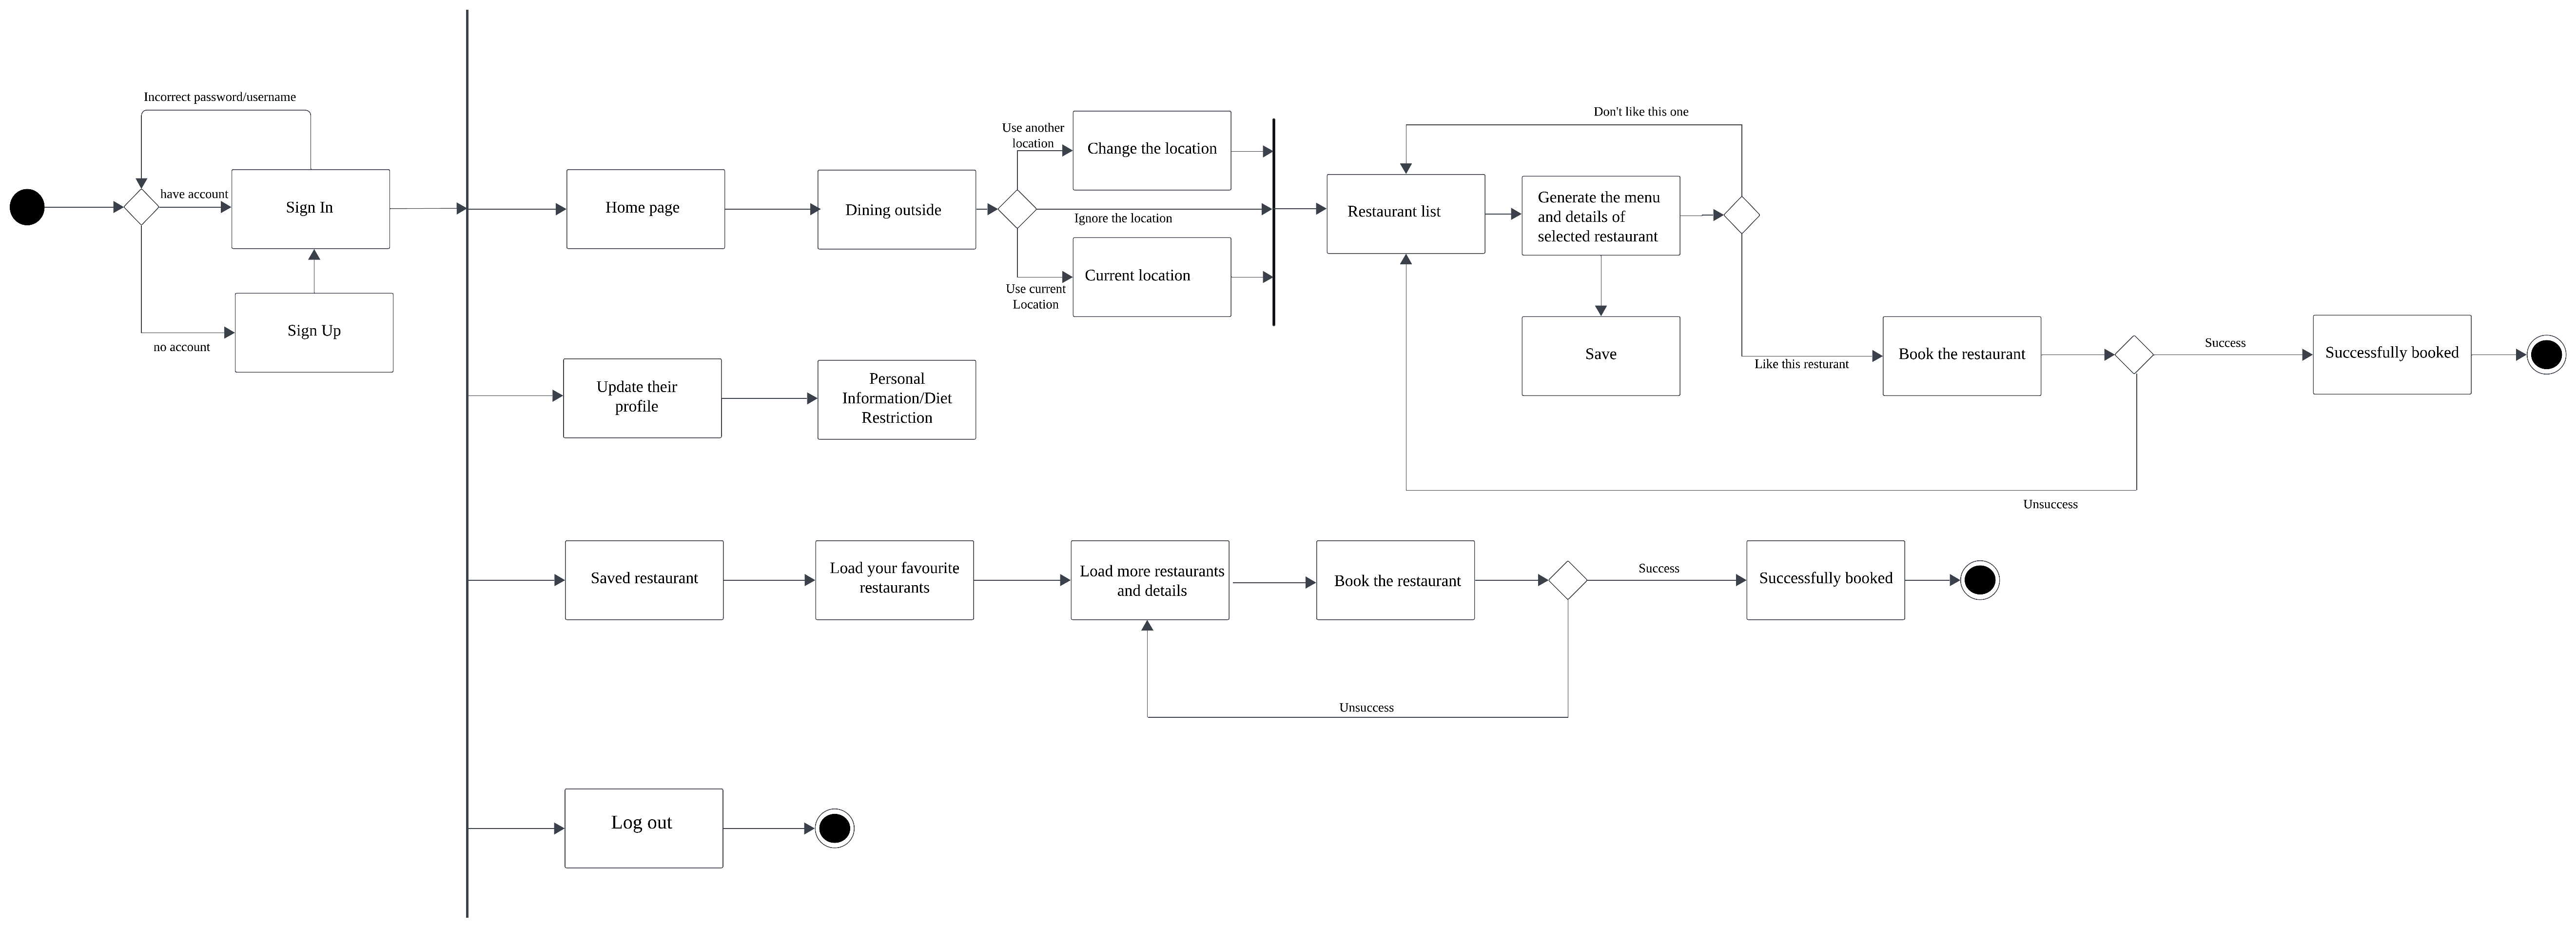 Incorrect password/username
have account
Sign In
Sign Up
no account
Home page
Dining outside
Use another
location
Change the location
Ignore the location
Current location
Use current
Location
Don't like this one
Restaurant list
Generate the menu
and details of
selected restaurant
Save
Like this resturant
Book the restaurant
Success
Successfully booked
Unsuccess
Update their
profile
Personal
Information/Diet
Restriction
Saved restaurant
Load your favourite
restaurants
Load more restaurants
and details
Book the restaurant
Success
Successfully booked
Unsuccess
Log out